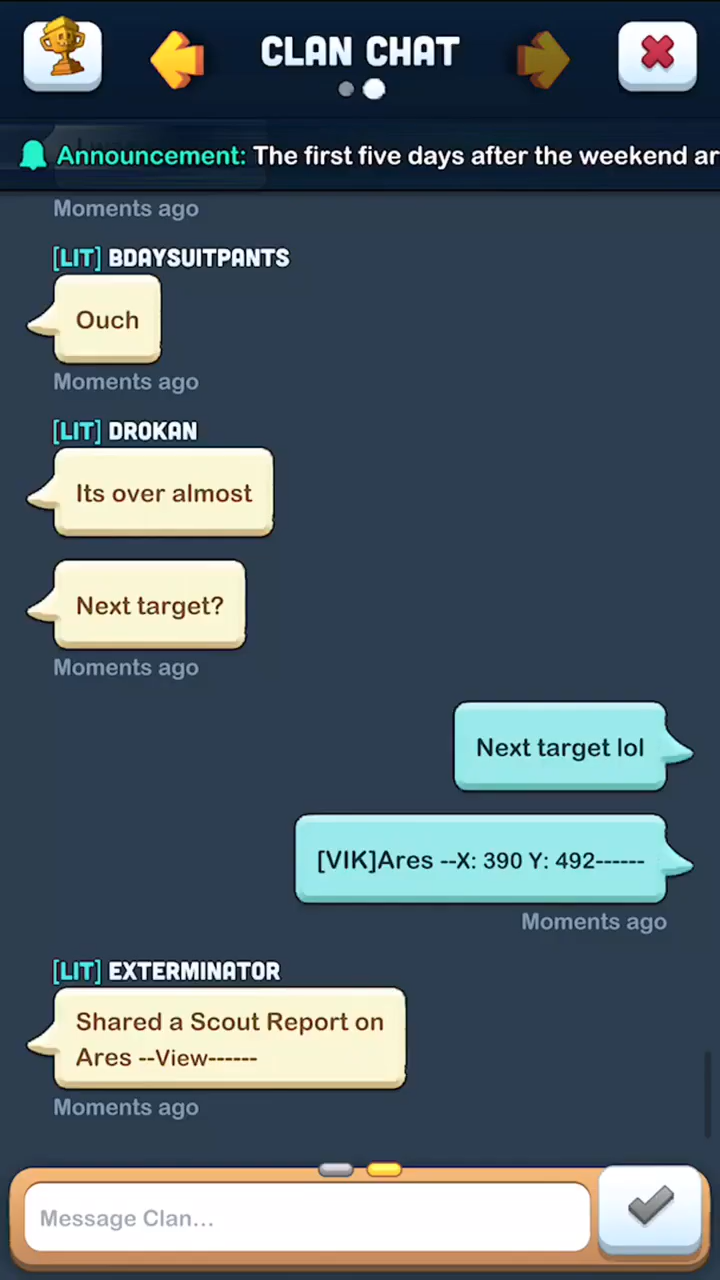 CLAN CHAT
Announcement: The first five days after the weekend ar
Moments ago
[LIT] BDAYSUITPANTS
Ouch
Moments ago
[LIT] DROKAN
Its over almost
Next target?
Moments ago
Next target lol
[VIK]Ares --X: 390 Y: 492------
Moments ago
[LIT] EXTERMINATOR
Shared a Scout Report on
Ares --View------
Moments ago
Message Clan...